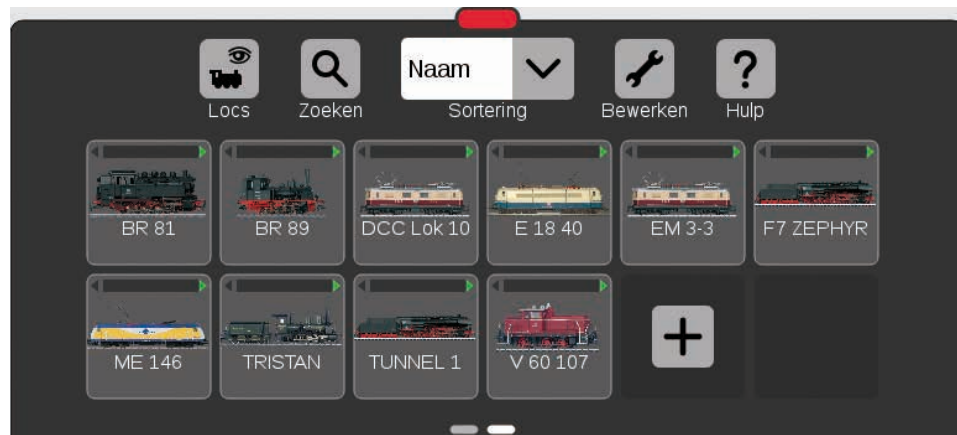 Naam
Locs
Zoeken
Sortering
Bewerken
Hulp
BR 81
BR 89
DCC Lok 10
E 18 40
EM 3-3
F7 ZEPHYR
ME 146
TRISTAN
TUNNEL 1
V 60 107